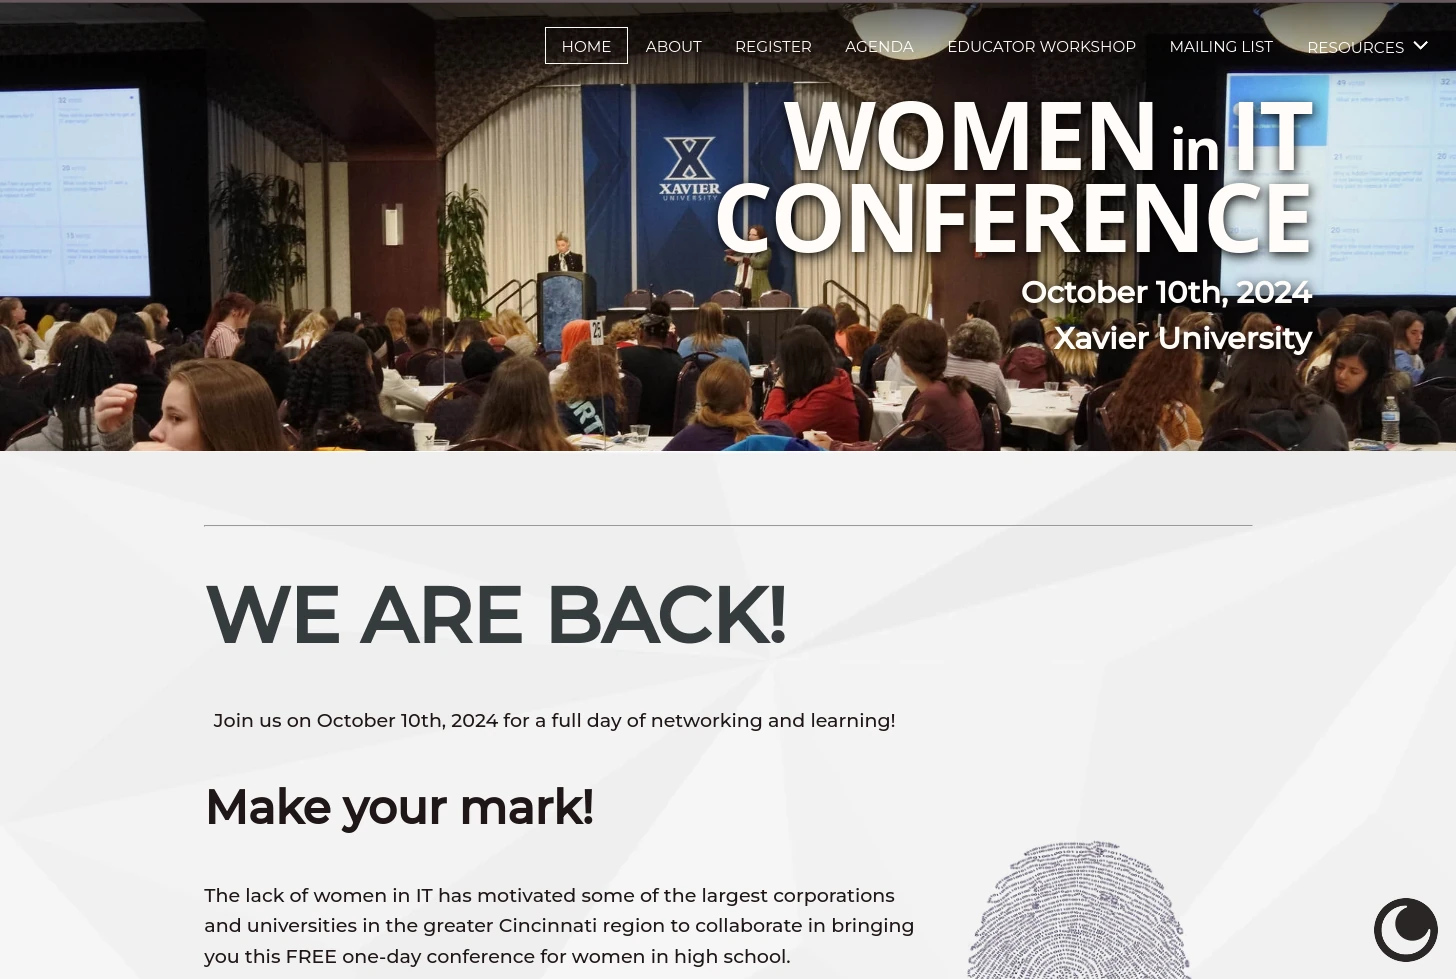 HOME ABOUT REGISTER AGENDA EDUCATOR WORKSHOP MAILING LIST RESOURCES
WOMEN in IT
CONFERENCE
October 10th, 2024
Xavier University
X
XAVIER
UNIVERSITY
25
WE ARE BACK!
Join us on October 10th, 2024 for a full day of networking and learning!
Make your mark!
The lack of women in IT has motivated some of the largest corporations
and universities in the greater Cincinnati region to collaborate in bringing
you this FREE one-day conference for women in high school.